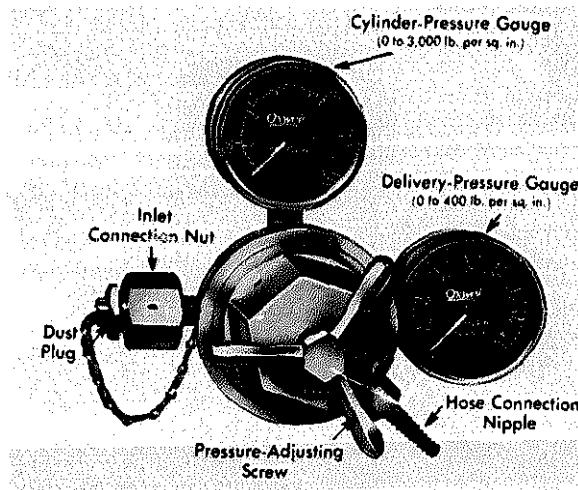 Cylinder-Pressure Gauge
(0 to 3,000 lb. per sq. in.)
Delivery-Pressure Gauge
(0 to 400 lb. per sq. in.)
Inlet
Connection Nut
Dust
Plug
Hose Connection
Nipple
Pressure-Adjusting
Screw